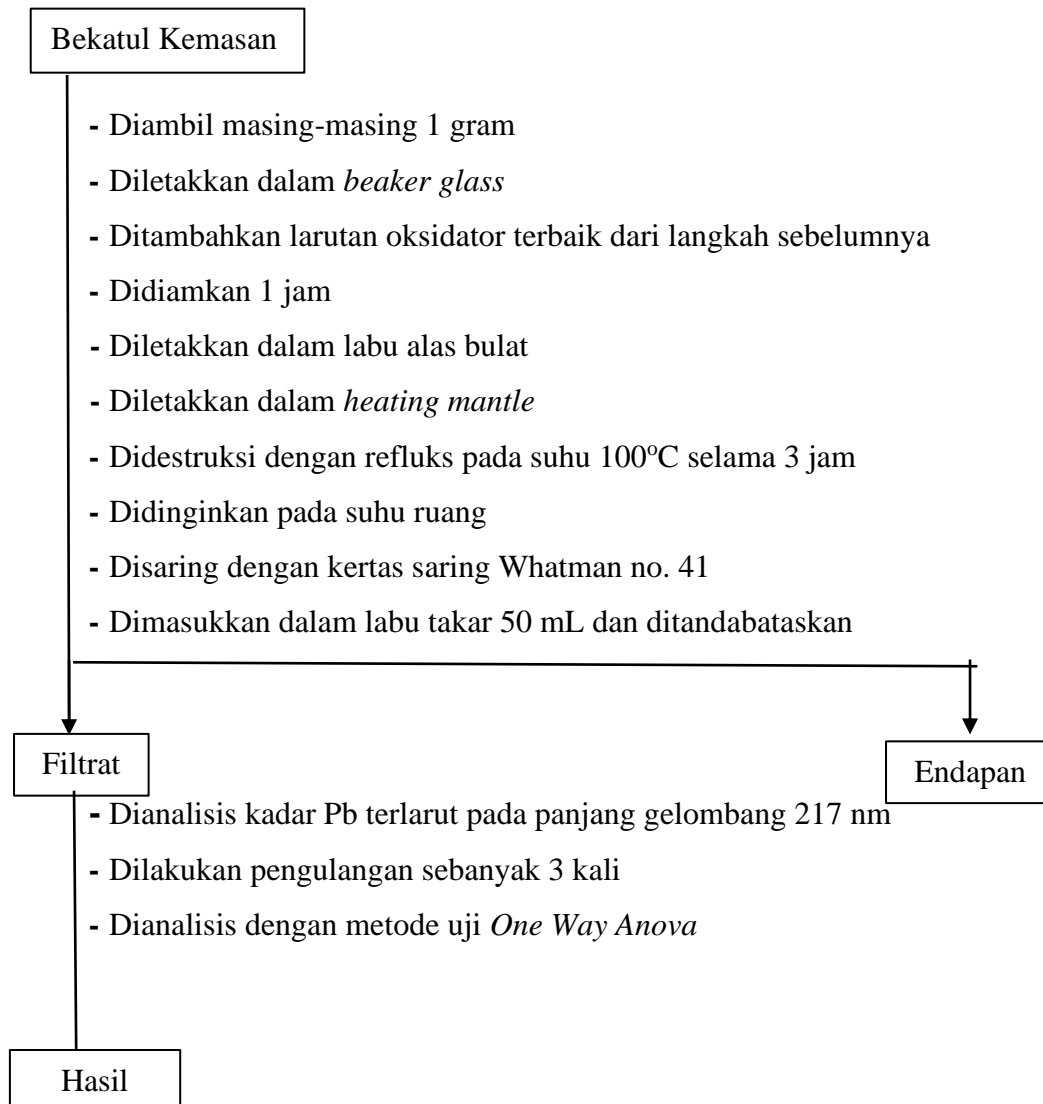 Bekatul Kemasan
- Diambil masing-masing 1 gram
- Diletakkan dalam beaker glass
- Ditambahkan larutan oksidator terbaik dari langkah sebelumnya
- Didiamkan 1 jam
- Diletakkan dalam labu alas bulat
- Diletakkan dalam heating mantle
- Didestruksi dengan refluks pada suhu 100°C selama 3 jam
- Didinginkan pada suhu ruang
- Disaring dengan kertas saring Whatman no. 41
- Dimasukkan dalam labu takar 50 mL dan ditandabataskan
Filtrat
Endapan
- Dianalisis kadar Pb terlarut pada panjang gelombang 217 nm
- Dilakukan pengulangan sebanyak 3 kali
- Dianalisis dengan metode uji One Way Anova
Hasil